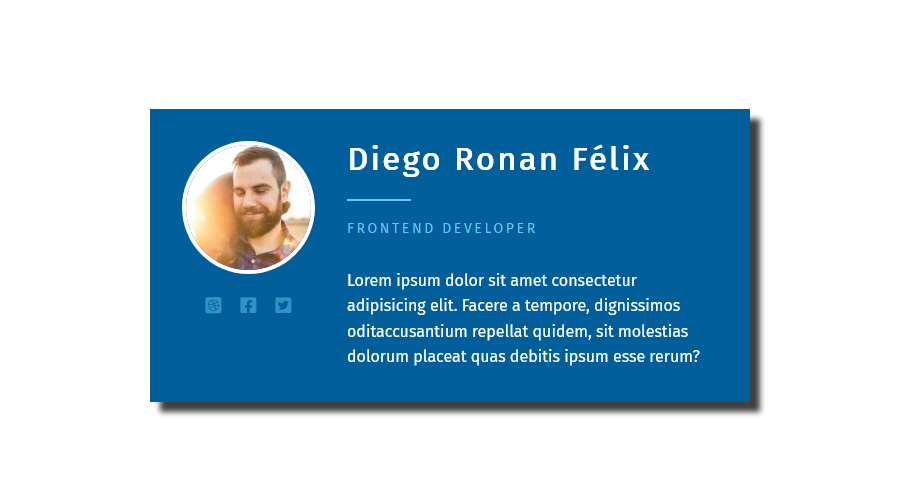 Diego Ronan Félix
FRONTEND DEVELOPER
Lorem ipsum dolor sit amet consectetur
adipisicing elit. Facere a tempore, dignissimos
oditaccusantium repellat quidem, sit molestias
dolorum placeat quas debitis ipsum esse rerum?